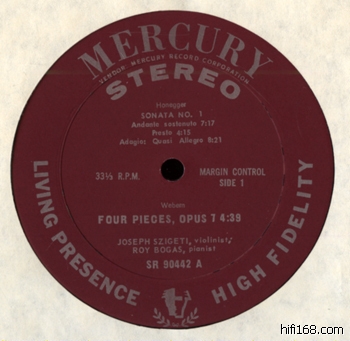 MERCURY
VENDOR: MERCURY RECORD CORPORATION
STEREO
Honegger
SONATA NO. 1
Andante sostenuto 7:17
Presto 4:15
Adagio: Quasi Allegro 8:21
33⅓ R.P.M.
MARGIN CONTROL
SIDE 1
Webern
FOUR PIECES, OPUS 7 4:39
JOSEPH SZIGETI, violinist;
ROY BOGAS, pianist
SR 90442 A
LIVING PRESENCE
HIGH FIDELITY
hifi168.com